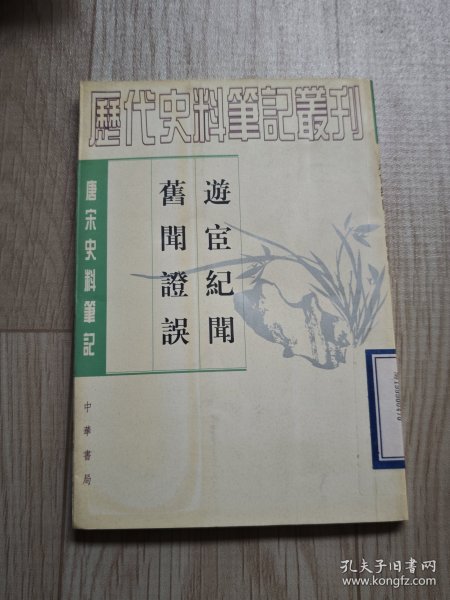 歷代史料筆記叢刊
唐宋史料筆記
遊宦紀聞
舊聞證誤
中華書局
孔夫子旧书网
www.kongfz.com